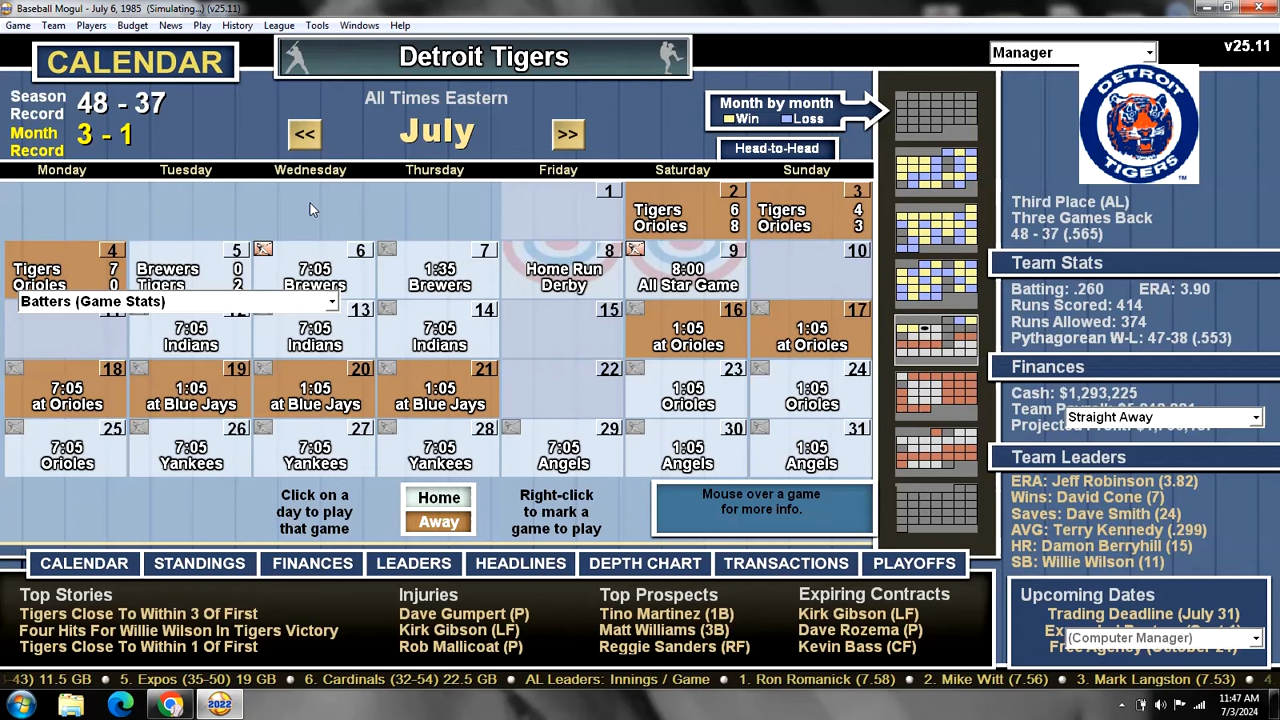 Baseball Mogul - July 6, 1985 (Simulating...) (v25.11)
Game Team Players Budget News Play History League Tools Windows Help
CALENDAR
Detroit Tigers
Manager
v25.11
Season Record 48 - 37
Month Record 3 - 1
All Times Eastern
<< July >>
Month by month
Win Loss
Head-to-Head
DETROIT TIGERS ™
Monday Tuesday Wednesday Thursday Friday Saturday Sunday
1
2
Tigers 6
Orioles 8
3
Tigers 4
Orioles 3
4
Tigers 7
Orioles 0
5
Brewers 0
Tigers 2
6
7:05
Brewers
7
1:35
Brewers
8
Home Run
Derby
9
8:00
All Star Game
10
Batters (Game Stats)
7:05
Indians
13
7:05
Indians
14
7:05
Indians
15
16
1:05
at Orioles
17
1:05
at Orioles
18
7:05
at Orioles
19
1:05
at Blue Jays
20
1:05
at Blue Jays
21
1:05
at Blue Jays
22
23
1:05
Orioles
24
1:05
Orioles
25
7:05
Orioles
26
7:05
Yankees
27
7:05
Yankees
28
7:05
Yankees
29
7:05
Angels
30
1:05
Angels
31
1:05
Angels
Click on a
day to play
that game
Home
Away
Right-click
to mark a
game to play
Mouse over a game
for more info.
Third Place (AL)
Three Games Back
48 - 37 (.565)
Team Stats
Batting: .260 ERA: 3.90
Runs Scored: 414
Runs Allowed: 374
Pythagorean W-L: 47-38 (.553)
Finances
Cash: $1,293,225
Straight Away
Team Leaders
ERA: Jeff Robinson (3.82)
Wins: David Cone (7)
Saves: Dave Smith (24)
AVG: Terry Kennedy (.299)
HR: Damon Berryhill (15)
SB: Willie Wilson (11)
CALENDAR STANDINGS FINANCES LEADERS HEADLINES DEPTH CHART TRANSACTIONS PLAYOFFS
Top Stories
Tigers Close To Within 3 Of First
Four Hits For Willie Wilson In Tigers Victory
Tigers Close To Within 1 Of First
Injuries
Dave Gumpert (P)
Kirk Gibson (LF)
Rob Mallicoat (P)
Top Prospects
Tino Martinez (1B)
Matt Williams (3B)
Reggie Sanders (RF)
Expiring Contracts
Kirk Gibson (LF)
Dave Rozema (P)
Kevin Bass (CF)
Upcoming Dates
Trading Deadline (July 31)
(Computer Manager)
-43) 11.5 GB • 5. Expos (35-50) 19 GB • 6. Cardinals (32-54) 22.5 GB • AL Leaders: Innings / Game • 1. Ron Romanick (7.58) • 2. Mike Witt (7.56) • 3. Mark Langston (7.53) • 4
2022
11:47 AM
7/3/2024